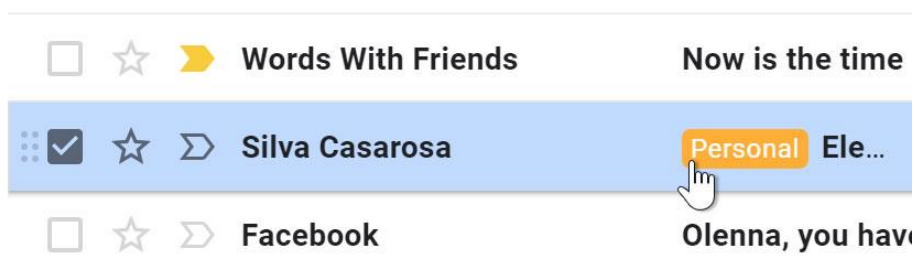 Words With Friends Now is the time
Silva Casarosa Personal Ele...
Facebook Olenna, you have